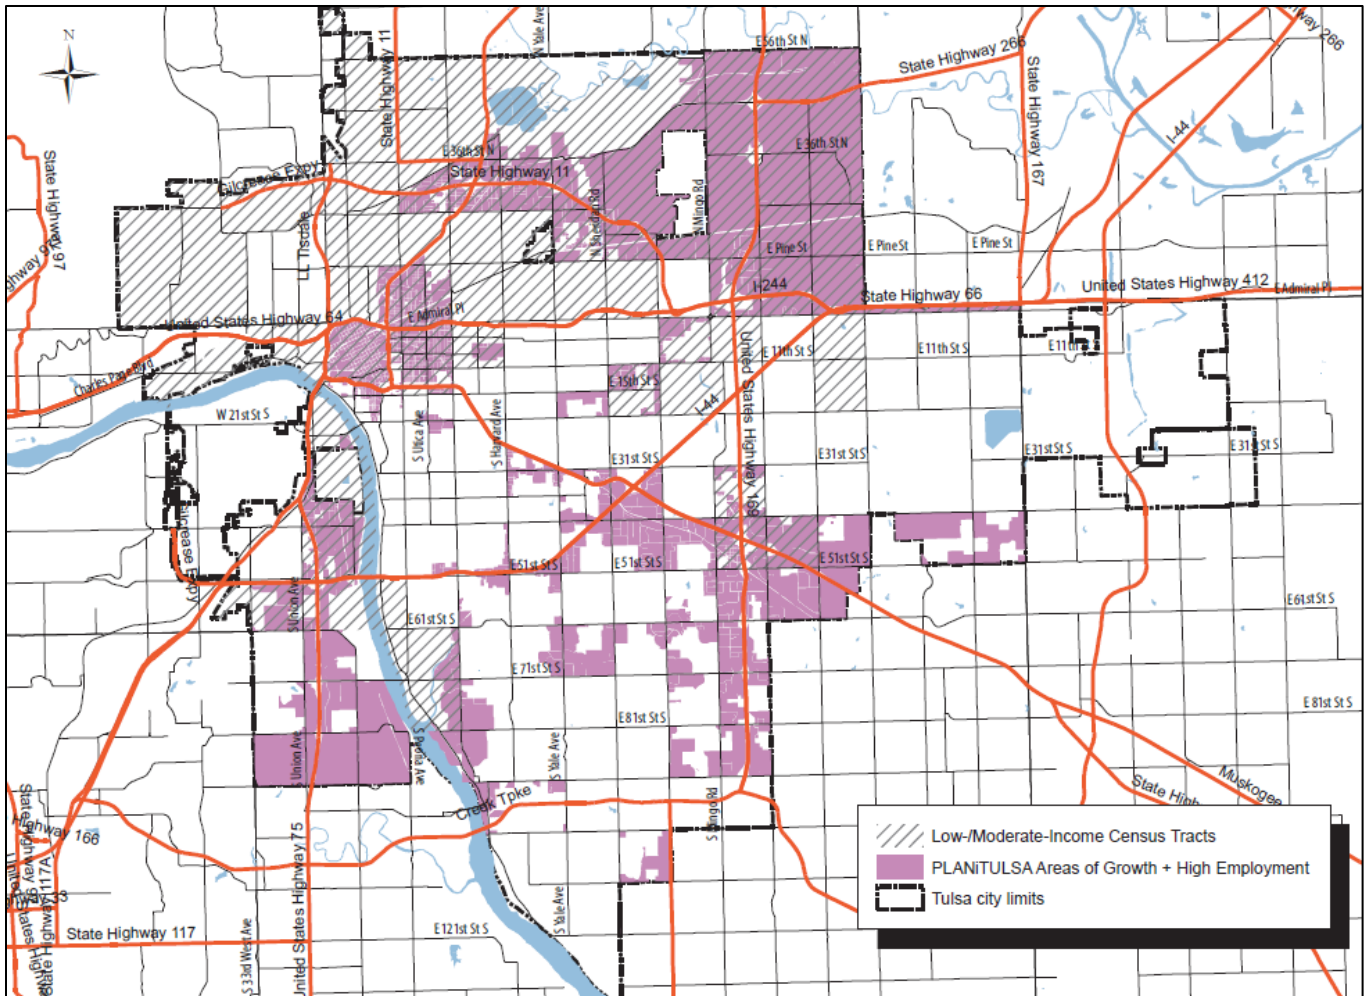 N
State Highway 11
N Yale Ave
E 56th St N
State Highway 266
State Highway 167
I-44
E 36th St N
E 36th St N
State Highway 11
Gilcrease Expy
State Highway 97
LL Tisdale
N Sheridan Rd
N Mingo Rd
E Pine St
E Pine St
E Pine St
I-244
State Highway 66
United States Highway 412
E Admiral Pl
United States Highway 64
E Admiral Pl
Charles Page Blvd
E 11th St S
E 11th St S
E 11th
E 15th St S
I-44
United States Highway 169
W 21st St S
S Utica Ave
S Harvard Ave
E 31st St S
E 31st St S
E 31st St S
E 31st St S
Gilcrease Expy
E 51st St S
E 51st St S
E 51st St S
S Union Ave
E 61st St S
E 61st St S
E 71st St S
E 81st St S
E 81st St S
S Union Ave
S Peoria Ave
S Yale Ave
Creek Tpke
S Mingo Rd
State High
Muskogee
Highway 166
State Highway 117A
United States Highway 75
S 33rd West Ave
State Highway 117
E 121st St S
S Yale Ave
Low-/Moderate-Income Census Tracts
PLANiTULSA Areas of Growth + High Employment
Tulsa city limits